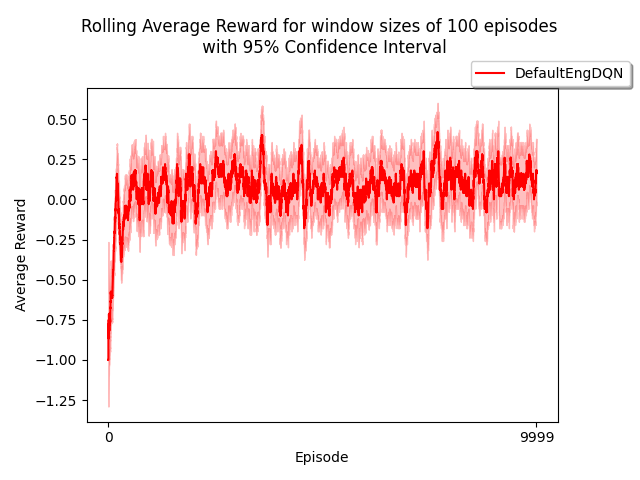 Rolling Average Reward for window sizes of 100 episodes
with 95% Confidence Interval
DefaultEngDQN
0.50
0.25
0.00
−0.25
−0.50
−0.75
−1.00
−1.25
Average Reward
0
9999
Episode